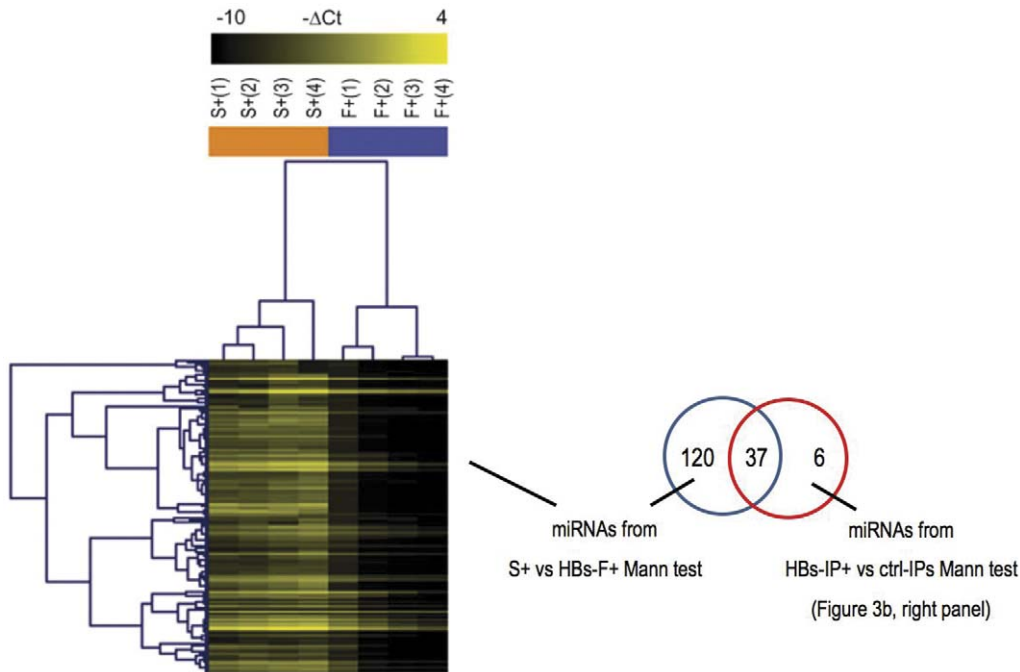 -10 -ΔCt 4
S+(1) S+(2) S+(3) S+(4) F+(1) F+(2) F+(3) F+(4)
120 37 6
miRNAs from
S+ vs HBs-F+ Mann test
miRNAs from
HBs-IP+ vs ctrl-IPs Mann test
(Figure 3b, right panel)